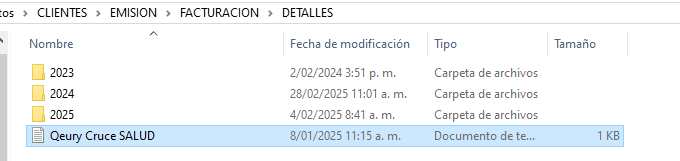 tos > CLIENTES > EMISION > FACTURACION > DETALLES
Nombre Fecha de modificación Tipo Tamaño
2023 2/02/2024 3:51 p. m. Carpeta de archivos
2024 28/02/2025 11:01 a. m. Carpeta de archivos
2025 4/02/2025 8:41 a. m. Carpeta de archivos
Qeury Cruce SALUD 8/01/2025 11:15 a. m. Documento de te... 1 KB